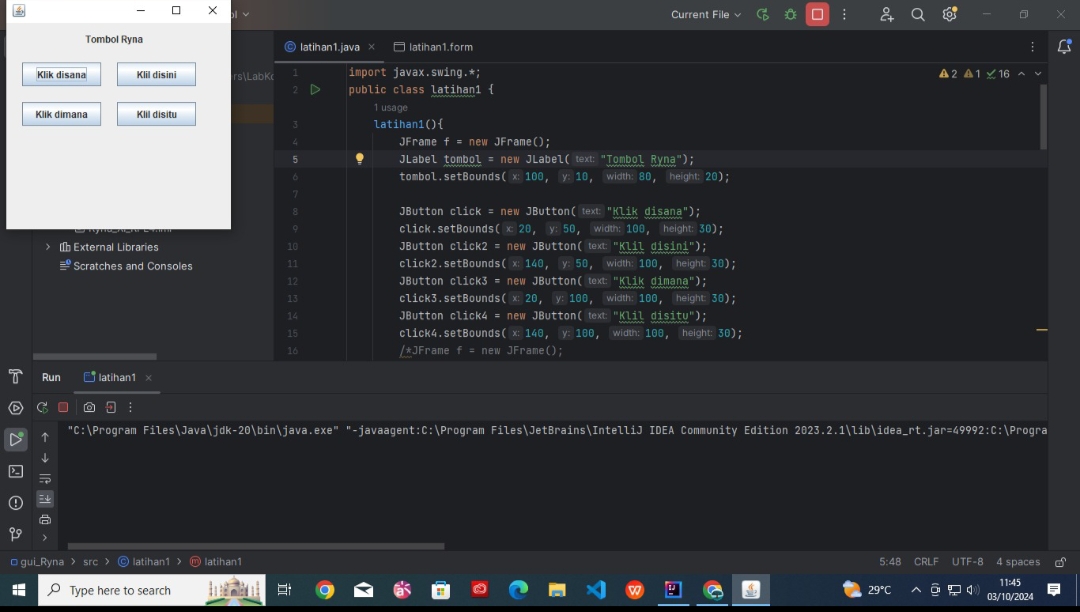 Tombol Ryna
Klik disana
Klil disini
Klik dimana
Klil disitu
Current File
latihan1.java
latihan1.form
External Libraries
Scratches and Consoles
2 1 16
1 import javax.swing.*;
2 public class latihan1 {
1 usage
3 latihan1(){
4 JFrame f = new JFrame();
5 JLabel tombol = new JLabel( text: "Tombol Ryna");
6 tombol.setBounds( x: 100, y: 10, width: 80, height: 20);
7
8 JButton click = new JButton( text: "Klik disana");
9 click.setBounds( x: 20, y: 50, width: 100, height: 30);
10 JButton click2 = new JButton( text: "Klil disini");
11 click2.setBounds( x: 140, y: 50, width: 100, height: 30);
12 JButton click3 = new JButton( text: "Klik dimana");
13 click3.setBounds( x: 20, y: 100, width: 100, height: 30);
14 JButton click4 = new JButton( text: "Klil disitu");
15 click4.setBounds( x: 140, y: 100, width: 100, height: 30);
16 /*JFrame f = new JFrame();
Run
latihan1
"C:\Program Files\Java\jdk-20\bin\java.exe" "-javaagent:C:\Program Files\JetBrains\IntelliJ IDEA Community Edition 2023.2.1\lib\idea_rt.jar=49992:C:\Progra
gui_Ryna > src > latihan1 > latihan1
5:48 CRLF UTF-8 4 spaces
Type here to search
29°C
11:45
03/10/2024